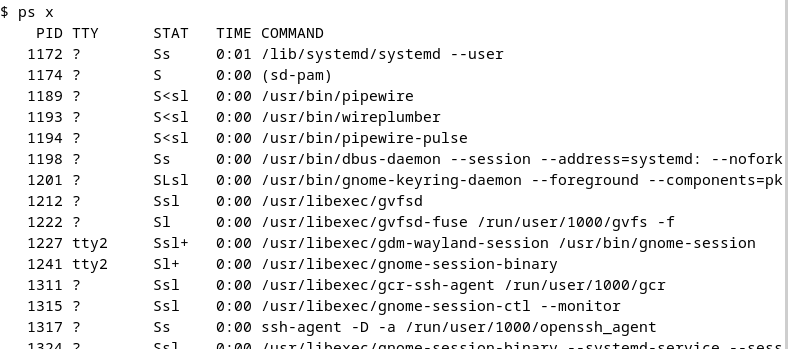 $ ps x
    PID TTY      STAT   TIME COMMAND
   1172 ?        Ss     0:01 /lib/systemd/systemd --user
   1174 ?        S      0:00 (sd-pam)
   1189 ?        S<sl   0:00 /usr/bin/pipewire
   1193 ?        S<sl   0:00 /usr/bin/wireplumber
   1194 ?        S<sl   0:00 /usr/bin/pipewire-pulse
   1198 ?        Ss     0:00 /usr/bin/dbus-daemon --session --address=systemd: --nofork
   1201 ?        SLsl   0:00 /usr/bin/gnome-keyring-daemon --foreground --components=pk
   1212 ?        Ssl    0:00 /usr/libexec/gvfsd
   1222 ?        Sl     0:00 /usr/libexec/gvfsd-fuse /run/user/1000/gvfs -f
   1227 tty2     Ssl+   0:00 /usr/libexec/gdm-wayland-session /usr/bin/gnome-session
   1241 tty2     Sl+    0:00 /usr/libexec/gnome-session-binary
   1311 ?        Ssl    0:00 /usr/libexec/gcr-ssh-agent /run/user/1000/gcr
   1315 ?        Ssl    0:00 /usr/libexec/gnome-session-ctl --monitor
   1317 ?        Ss     0:00 ssh-agent -D -a /run/user/1000/openssh_agent
   1324 ?        Ssl    0:00 /usr/libexec/gnome-session-binary --systemd-service --sess